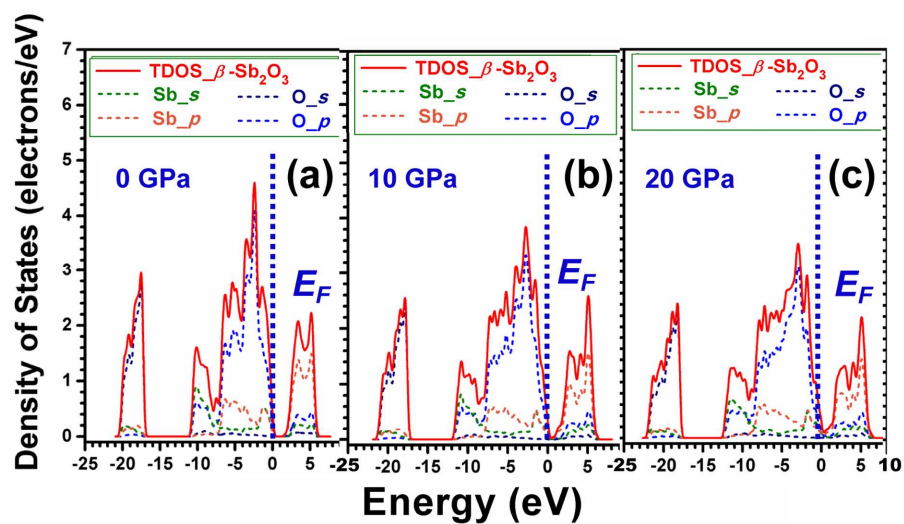 Density of States (electrons/eV)
7
6
5
4
3
2
1
0
TDOS_β-Sb₂O₃
Sb_s O_s
Sb_p O_p
0 GPa (a)
E_F
-25 -20 -15 -10 -5 0 5
TDOS_β-Sb₂O₃
Sb_s O_s
Sb_p O_p
10 GPa (b)
-25 -20 -15 -10 -5 0 5
TDOS_β-Sb₂O₃
Sb_s O_s
Sb_p O_p
20 GPa (c)
E_F
-25 -20 -15 -10 -5 0 5 10
Energy (eV)